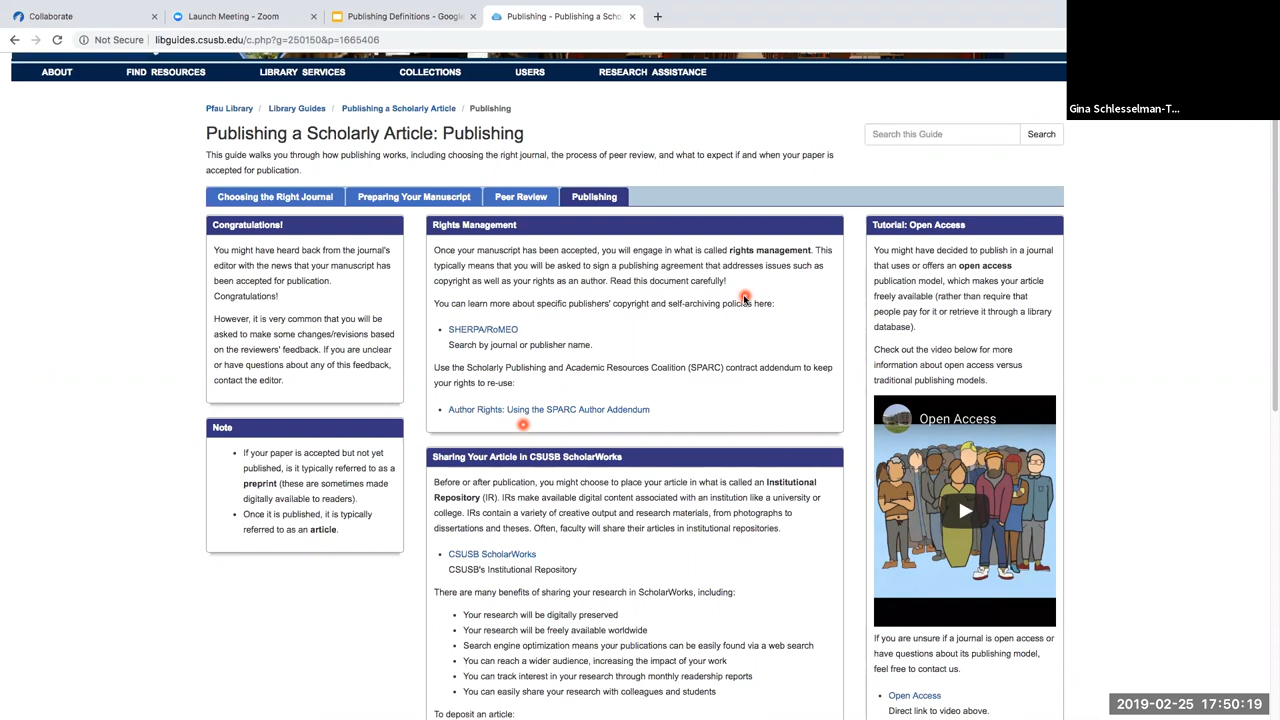 Collaborate
Launch Meeting - Zoom
Publishing Definitions - Google
Publishing - Publishing a Scho
Not Secure
libguides.csusb.edu/c.php?g=250150&p=1665406
Gina Schlesselman-T...
ABOUT
FIND RESOURCES
LIBRARY SERVICES
COLLECTIONS
USERS
RESEARCH ASSISTANCE
Pfau Library / Library Guides / Publishing a Scholarly Article / Publishing
Publishing a Scholarly Article: Publishing
Search this Guide
Search
This guide walks you through how publishing works, including choosing the right journal, the process of peer review, and what to expect if and when your paper is
accepted for publication.
Choosing the Right Journal
Preparing Your Manuscript
Peer Review
Publishing
Congratulations!
You might have heard back from the journal's
editor with the news that your manuscript has
been accepted for publication.
Congratulations!
However, it is very common that you will be
asked to make some changes/revisions based
on the reviewers' feedback. If you are unclear
or have questions about any of this feedback,
contact the editor.
Note
• If your paper is accepted but not yet
published, is it typically referred to as a
preprint (these are sometimes made
digitally available to readers).
• Once it is published, it is typically
referred to as an article.
Rights Management
Once your manuscript has been accepted, you will engage in what is called rights management. This
typically means that you will be asked to sign a publishing agreement that addresses issues such as
copyright as well as your rights as an author. Read this document carefully!
You can learn more about specific publishers' copyright and self-archiving policies here:
• SHERPA/RoMEO
Search by journal or publisher name.
Use the Scholarly Publishing and Academic Resources Coalition (SPARC) contract addendum to keep
your rights to re-use:
• Author Rights: Using the SPARC Author Addendum
Sharing Your Article in CSUSB ScholarWorks
Before or after publication, you might choose to place your article in what is called an Institutional
Repository (IR). IRs make available digital content associated with an institution like a university or
college. IRs contain a variety of creative output and research materials, from photographs to
dissertations and theses. Often, faculty will share their articles in institutional repositories.
• CSUSB ScholarWorks
CSUSB's Institutional Repository
There are many benefits of sharing your research in ScholarWorks, including:
• Your research will be digitally preserved
• Your research will be freely available worldwide
• Search engine optimization means your publications can be easily found via a web search
• You can reach a wider audience, increasing the impact of your work
• You can track interest in your research through monthly readership reports
• You can easily share your research with colleagues and students
To deposit an article:
Tutorial: Open Access
You might have decided to publish in a journal
that uses or offers an open access
publication model, which makes your article
freely available (rather than require that
people pay for it or retrieve it through a library
database).
Check out the video below for more
information about open access versus
traditional publishing models.
Open Access
If you are unsure if a journal is open access or
have questions about its publishing model,
feel free to contact us.
• Open Access
Direct link to video above.
2019-02-25 17:50:19